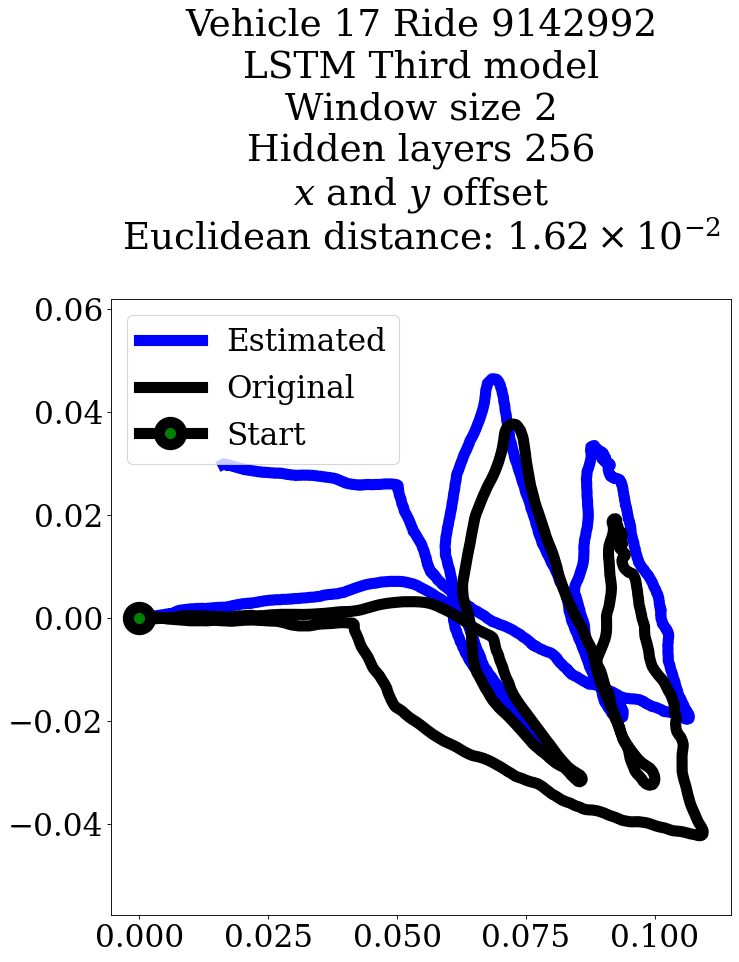 Vehicle 17 Ride 9142992
LSTM Third model
Window size 2
Hidden layers 256
x and y offset
Euclidean distance: 1.62 × 10⁻²
0.06
0.04
0.02
0.00
−0.02
−0.04
Estimated
Original
Start
0.000 0.025 0.050 0.075 0.100